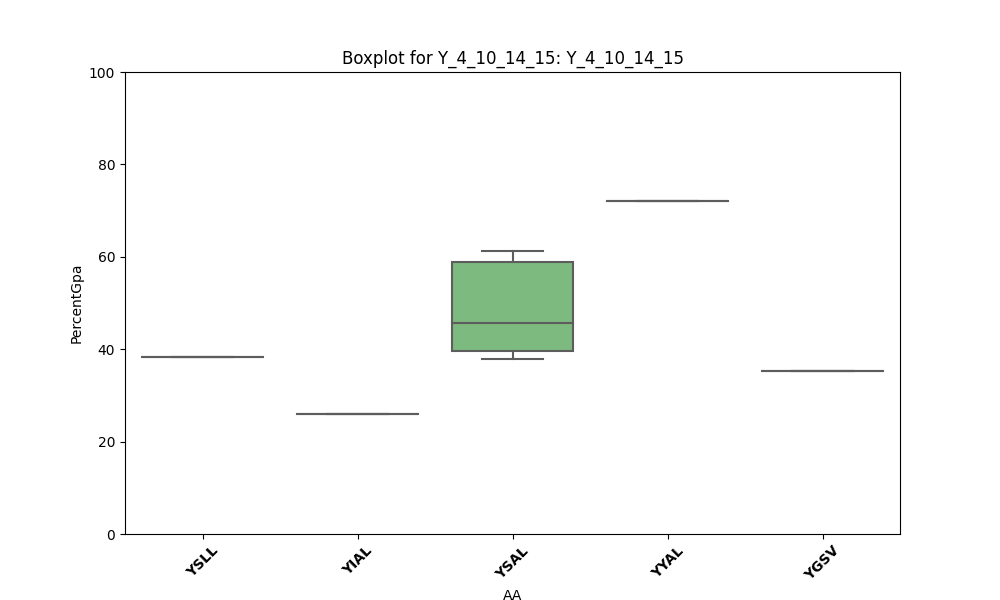 Boxplot for Y_4_10_14_15: Y_4_10_14_15
100
80
60
40
20
0
PercentGpa
YSLL
YIAL
YSAL
YYAL
YGSV
AA